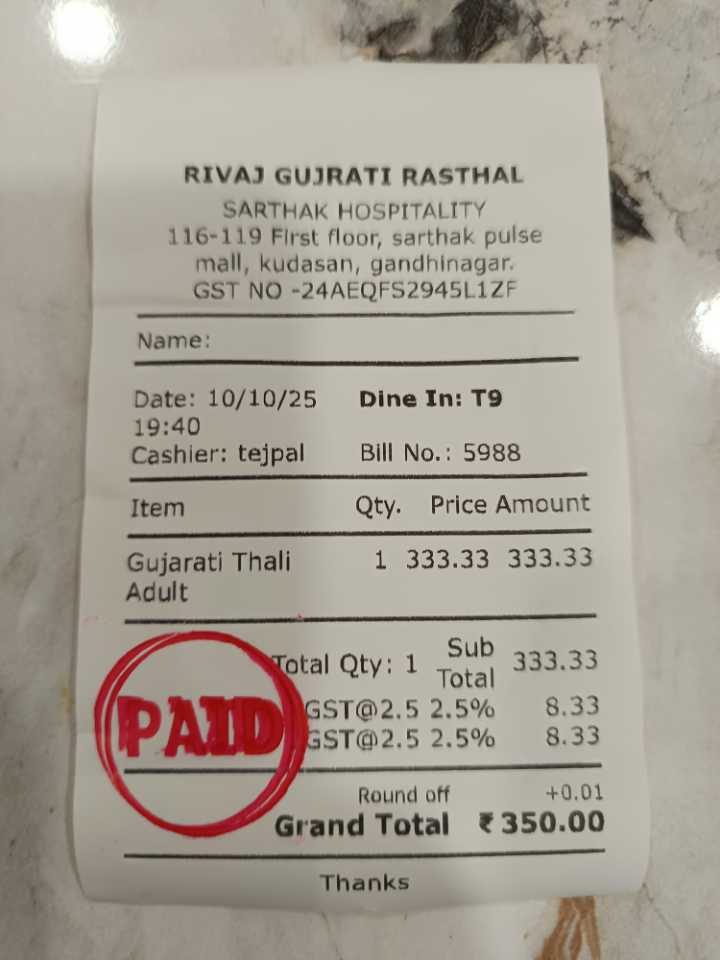 RIVAJ GUJRATI RASTHAL
SARTHAK HOSPITALITY
116-119 First floor, sarthak pulse
mall, kudasan, gandhinagar.
GST NO -24AEQFS2945L1ZF
Name:
Date: 10/10/25 Dine In: T9
19:40
Cashier: tejpal Bill No.: 5988
Item Qty. Price Amount
Gujarati Thali 1 333.33 333.33
Adult
Total Qty: 1 Sub Total 333.33
GST@2.5 2.5% 8.33
GST@2.5 2.5% 8.33
PAID
Round off +0.01
Grand Total ₹350.00
Thanks